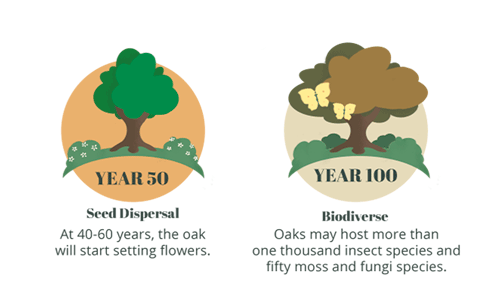 YEAR 50
Seed Dispersal
At 40-60 years, the oak
will start setting flowers.
YEAR 100
Biodiverse
Oaks may host more than
one thousand insect species and
fifty moss and fungi species.